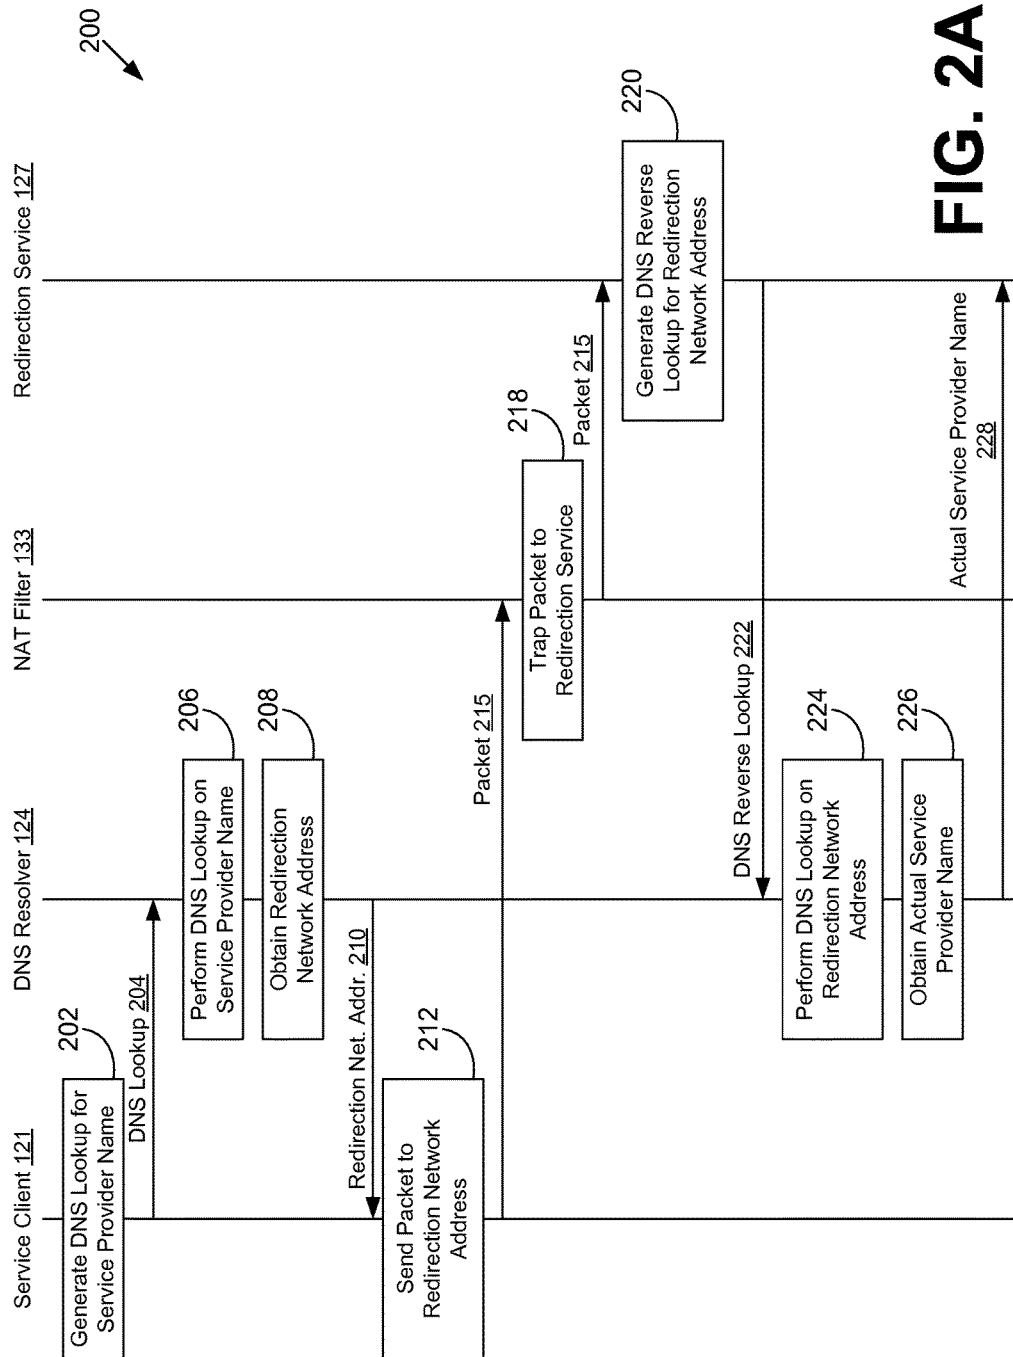 200
Service Client 121
DNS Resolver 124
NAT Filter 133
Redirection Service 127
Generate DNS Lookup for
Service Provider Name
202
DNS Lookup 204
Perform DNS Lookup on
Service Provider Name
206
Obtain Redirection
Network Address
208
Redirection Net. Addr. 210
Send Packet to
Redirection Network
Address
212
Packet 215
Trap Packet to
Redirection Service
218
Packet 215
Generate DNS Reverse
Lookup for Redirection
Network Address
220
DNS Reverse Lookup 222
Perform DNS Lookup on
Redirection Network
Address
224
Obtain Actual Service
Provider Name
226
Actual Service Provider Name
228
FIG. 2A